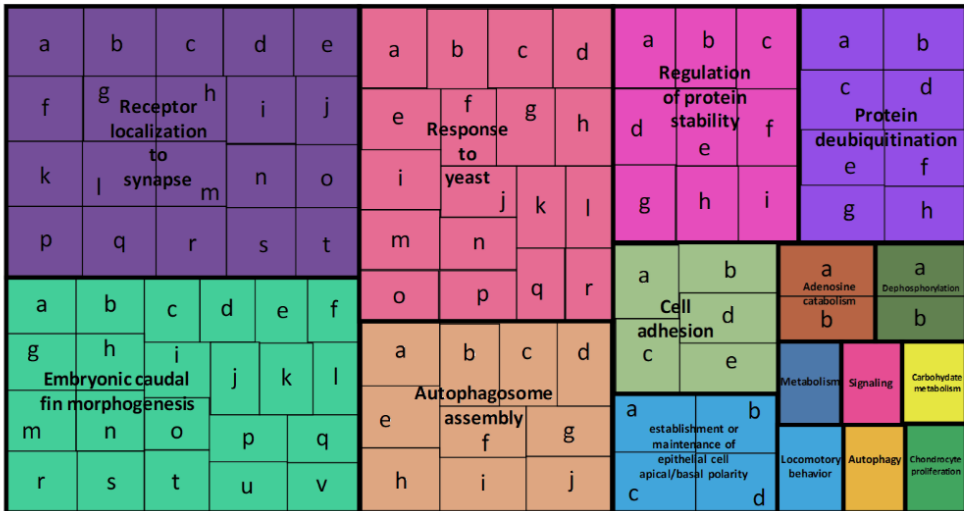 a b c d e
f g h i j
Receptor
localization
to
synapse
k l m n o
p q r s t
a b c d
e f g h
Response
to
yeast
i j k l
m n
o p q r
a b c
Regulation
of protein
stability
d e f
g h i
a b
c d
Protein
deubiquitination
e f
g h
a b c d e f
g h i j k l
Embryonic caudal
fin morphogenesis
m n o p q
r s t u v
a b c d
Autophagosome
assembly
e f g
h i j
a b
Cell
adhesion
d
c e
a
Adenosine
catabolism
b
a
Dephosphorylation
b
a b
establishment or
maintenance of
epithelial cell
apical/basal polarity
c d
Metabolism
Signaling
Carbohydate
metabolism
Locomotory
behavior
Autophagy
Chondrocyte
proliferation